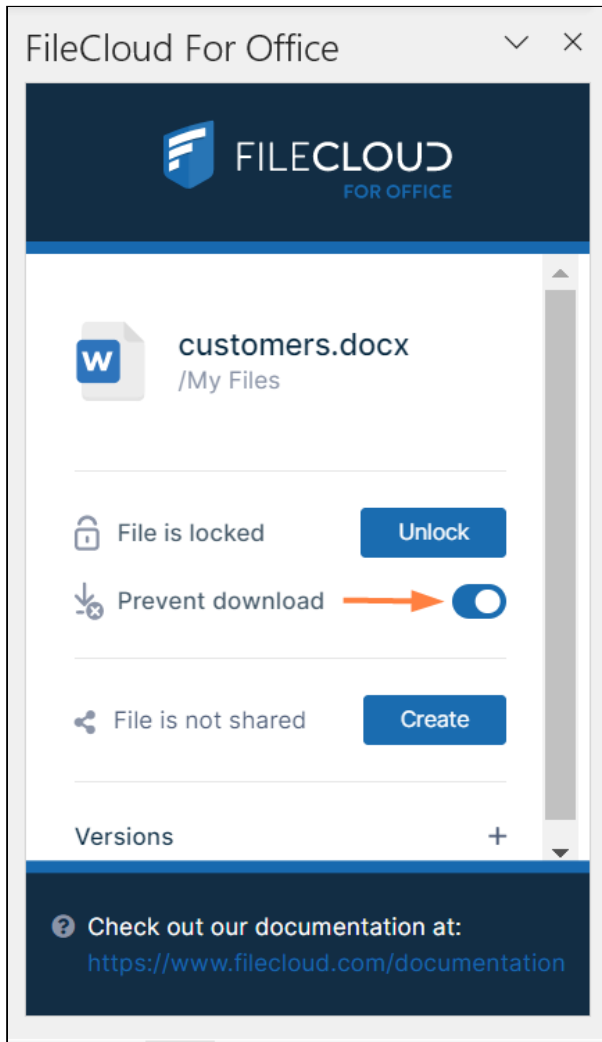 FileCloud For Office
FILECLOUD
FOR OFFICE
W
customers.docx
/My Files
File is locked
Unlock
Prevent download
File is not shared
Create
Versions
+
? Check out our documentation at:
https://www.filecloud.com/documentation